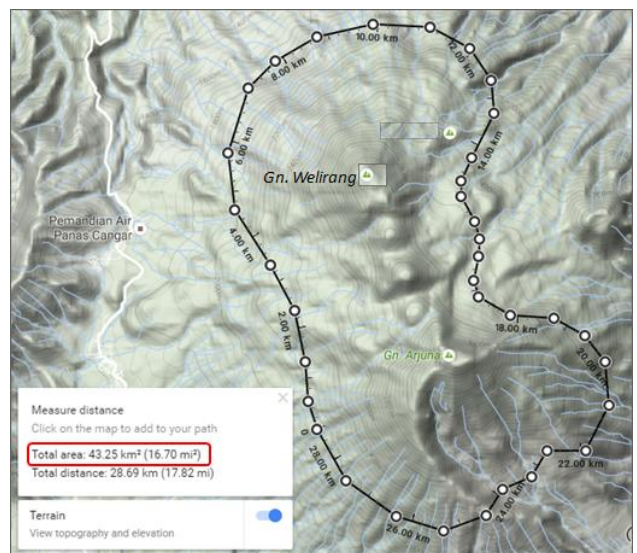 10.00 km
12.00 km
8.00 km
14.00 km
6.00 km
Gn. Welirang
Pemandian Air
Panas Cangar
4.00 km
2.00 km
18.00 km
20.00 km
Gn. Arjuna
0
28.00 km
22.00 km
24.00 km
26.00 km
Measure distance
Click on the map to add to your path
Total area: 43.25 km² (16.70 mi²)
Total distance: 28.69 km (17.82 mi)
Terrain
View topography and elevation